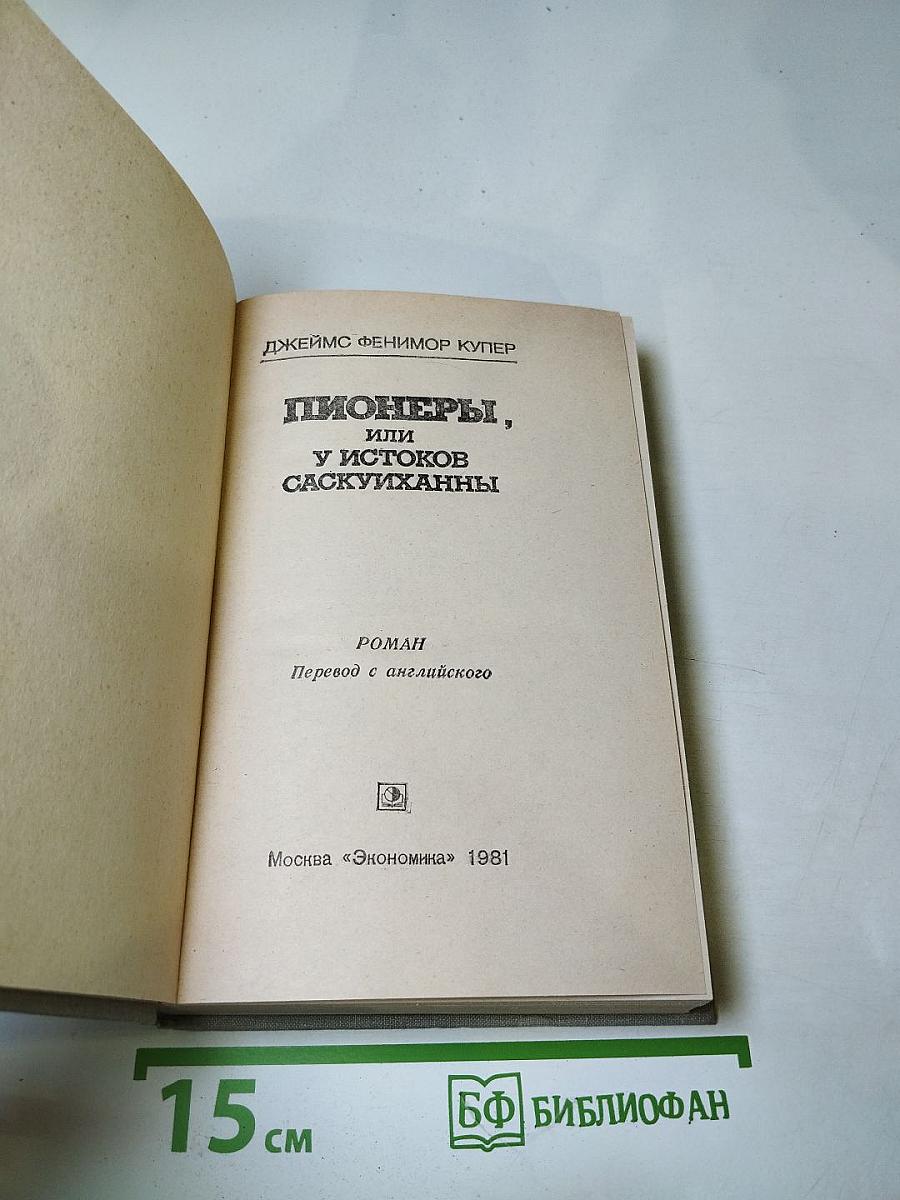 ДЖЕЙМС ФЕНИМОР КУПЕР
ПИОНЕРЫ,
ИЛИ
У ИСТОКОВ
САСКУИХАННЫ
РОМАН
Перевод с английского
Москва «Экономика» 1981
15 см
БФ БИБЛИОФАН